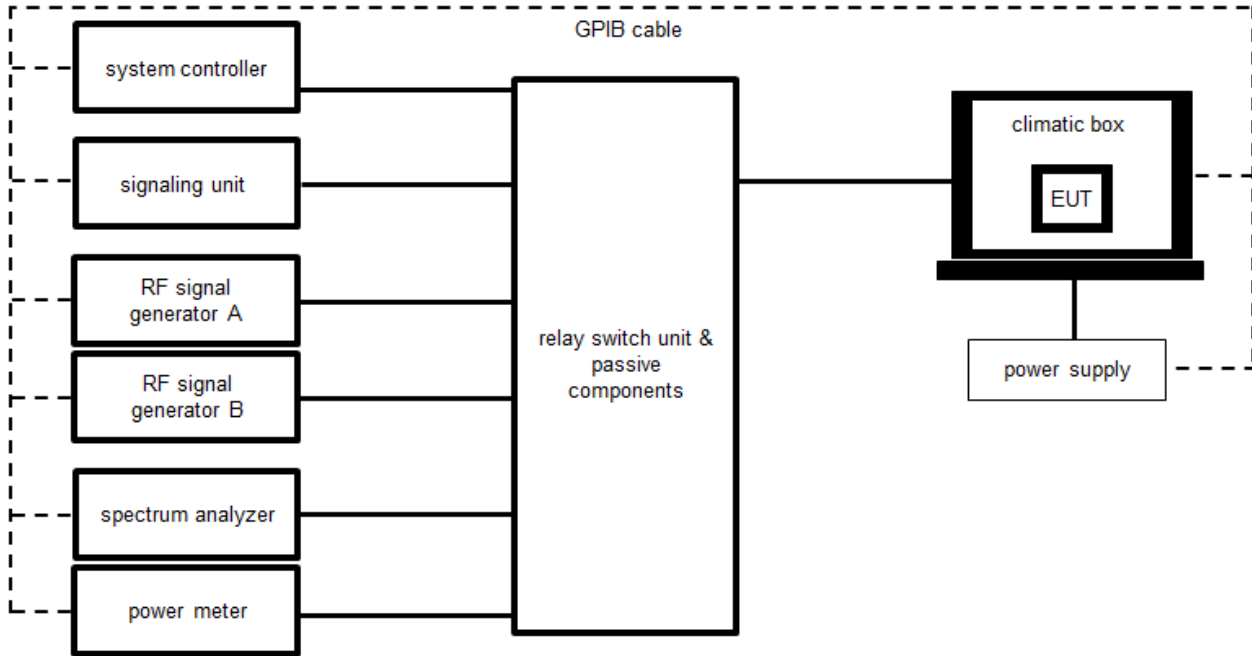 GPIB cable
system controller
signaling unit
RF signal
generator A
RF signal
generator B
spectrum analyzer
power meter
relay switch unit &
passive
components
climatic box
EUT
power supply